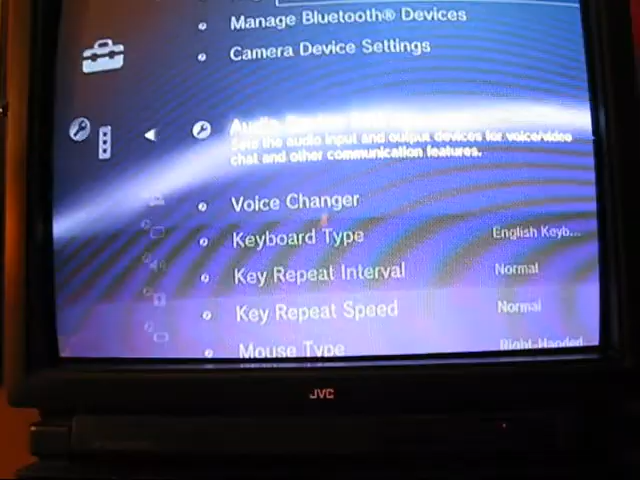 Manage Bluetooth® Devices
Camera Device Settings
Audio
Sets the audio input and output devices for voice/video
chat and other communication features.
Voice Changer
Keyboard Type English Keyb...
Key Repeat Interval Normal
Key Repeat Speed Normal
Mouse Type Right-Handed
JVC